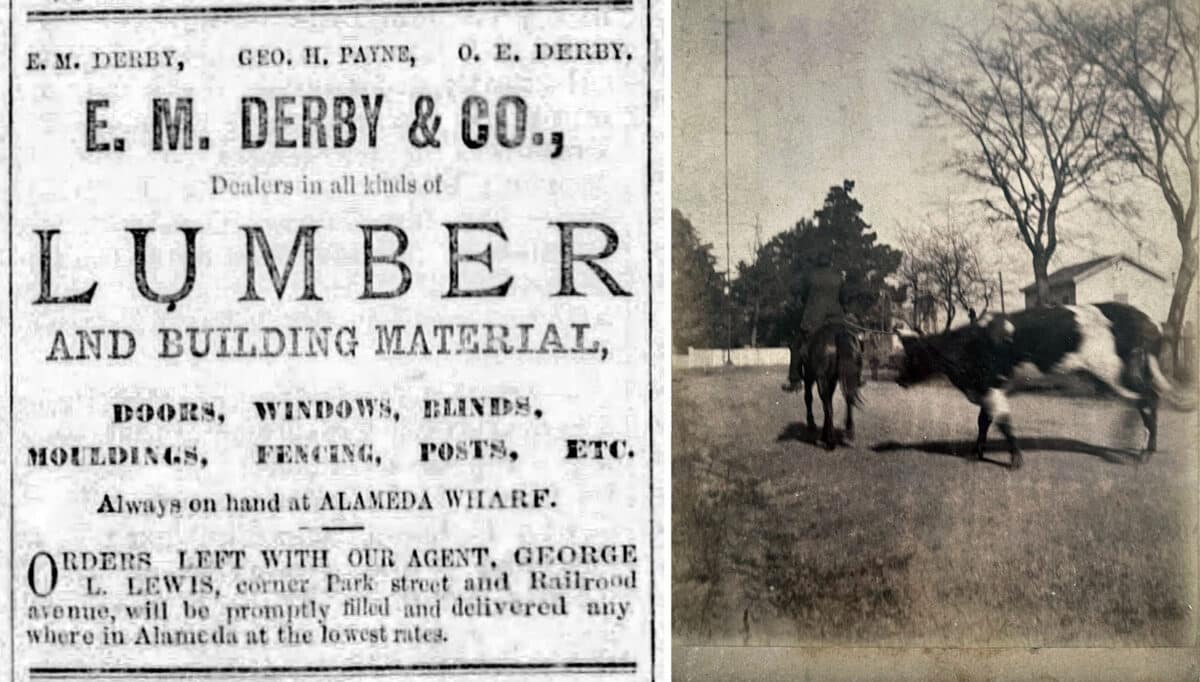 E. M. DERBY, GEO. H. PAYNE, O. E. DERBY.
E. M. DERBY & CO.,
Dealers in all kinds of
LUMBER
AND BUILDING MATERIAL,
DOORS, WINDOWS, BLINDS,
MOULDINGS, FENCING, POSTS, ETC.
Always on hand at ALAMEDA WHARF.
ORDERS LEFT WITH OUR AGENT, GEORGE
L. LEWIS, corner Park street and Railroad
avenue, will be promptly filled and delivered any
where in Alameda at the lowest rates.